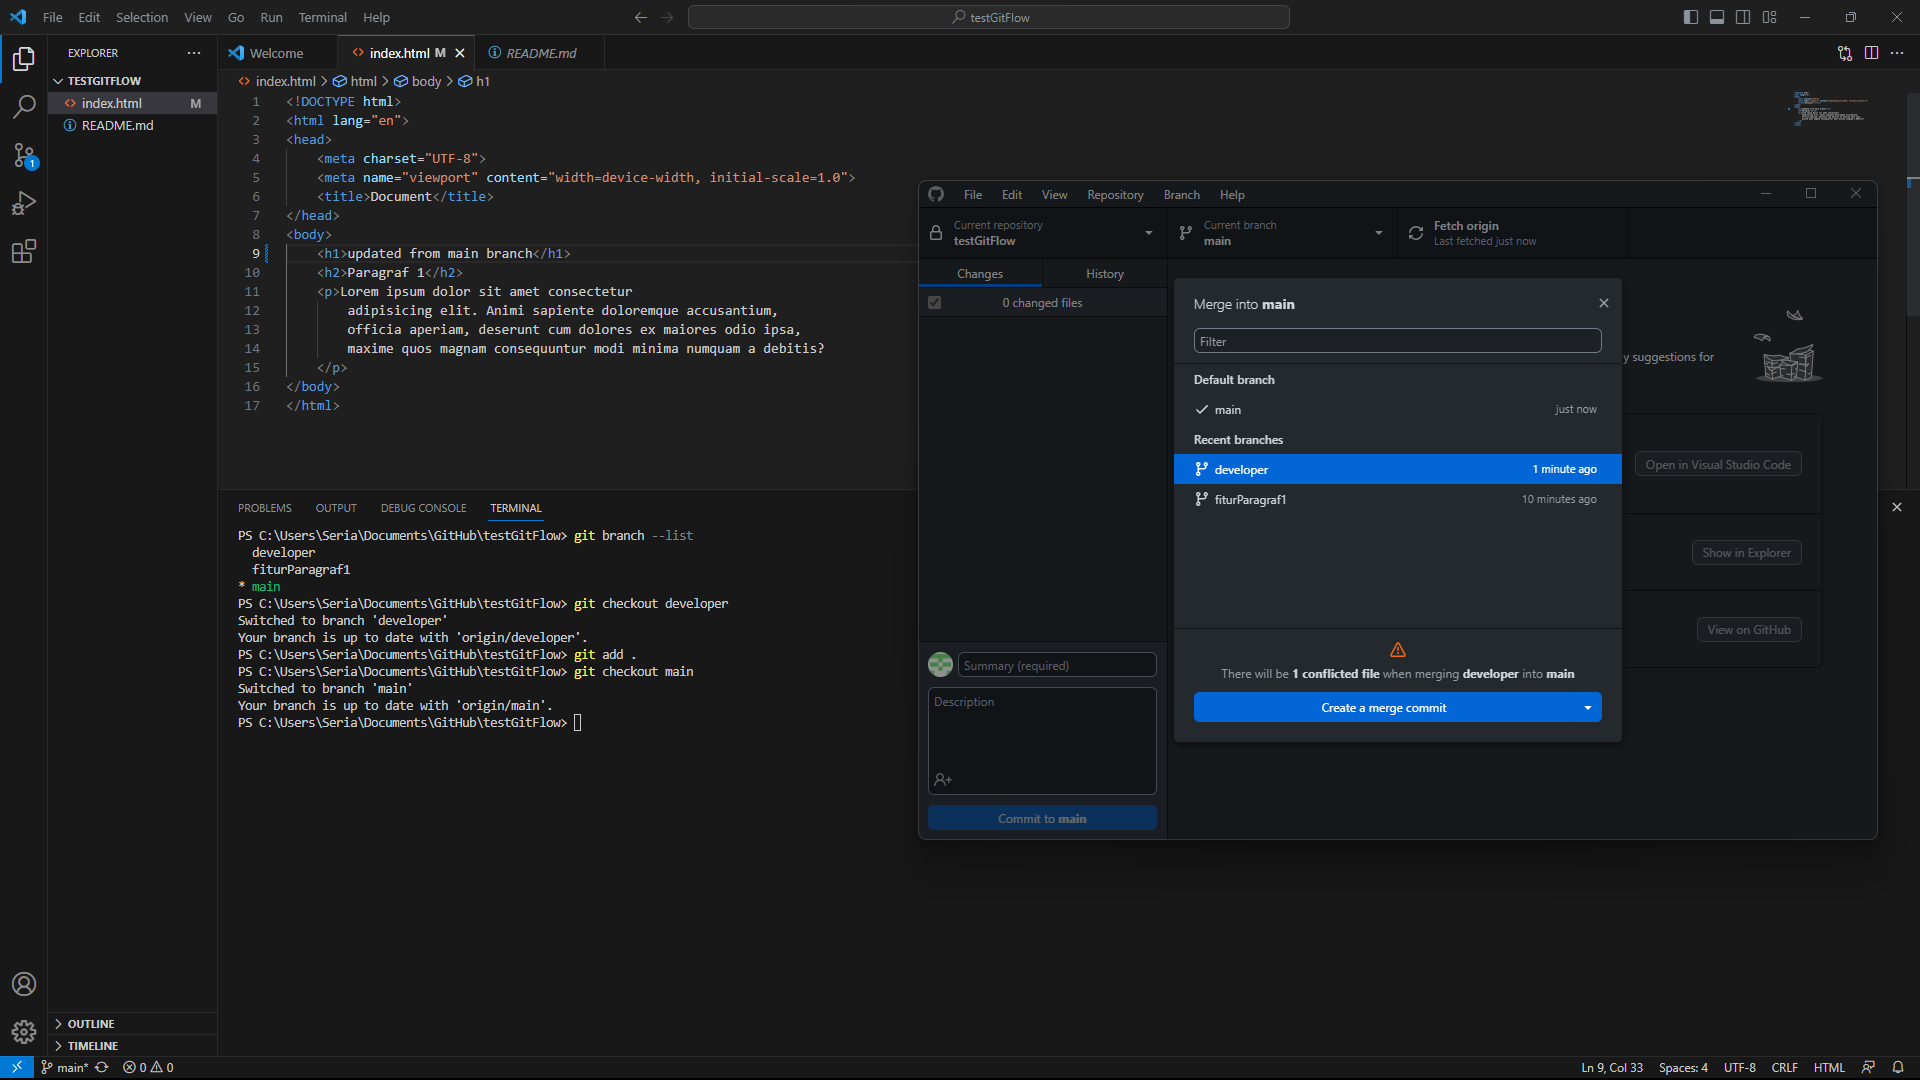 File Edit Selection View Go Run Terminal Help
testGitFlow
EXPLORER
TESTGITFLOW
index.html M
README.md
1
OUTLINE
TIMELINE
Welcome
index.html M
README.md
index.html > html > body > h1
1 <!DOCTYPE html>
2 <html lang="en">
3 <head>
4 <meta charset="UTF-8">
5 <meta name="viewport" content="width=device-width, initial-scale=1.0">
6 <title>Document</title>
7 </head>
8 <body>
9 <h1>updated from main branch</h1>
10 <h2>Paragraf 1</h2>
11 <p>Lorem ipsum dolor sit amet consectetur
12 adipisicing elit. Animi sapiente doloremque accusantium,
13 officia aperiam, deserunt cum dolores ex maiores odio ipsa,
14 maxime quos magnam consequuntur modi minima numquam a debitis?
15 </p>
16 </body>
17 </html>
PROBLEMS OUTPUT DEBUG CONSOLE TERMINAL
PS C:\Users\Seria\Documents\GitHub\testGitFlow> git branch --list
developer
fiturParagraf1
* main
PS C:\Users\Seria\Documents\GitHub\testGitFlow> git checkout developer
Switched to branch 'developer'
Your branch is up to date with 'origin/developer'.
PS C:\Users\Seria\Documents\GitHub\testGitFlow> git add .
PS C:\Users\Seria\Documents\GitHub\testGitFlow> git checkout main
Switched to branch 'main'
Your branch is up to date with 'origin/main'.
PS C:\Users\Seria\Documents\GitHub\testGitFlow>
File Edit View Repository Branch Help
Current repository
testGitFlow
Current branch
main
Fetch origin
Last fetched just now
Changes History
0 changed files
Summary (required)
Description
Commit to main
Merge into main
Filter
Default branch
main just now
Recent branches
developer 1 minute ago
fiturParagraf1 10 minutes ago
There will be 1 conflicted file when merging developer into main
Create a merge commit
y suggestions for
Open in Visual Studio Code
Show in Explorer
View on GitHub
main* 0 0
Ln 9, Col 33 Spaces: 4 UTF-8 CRLF HTML